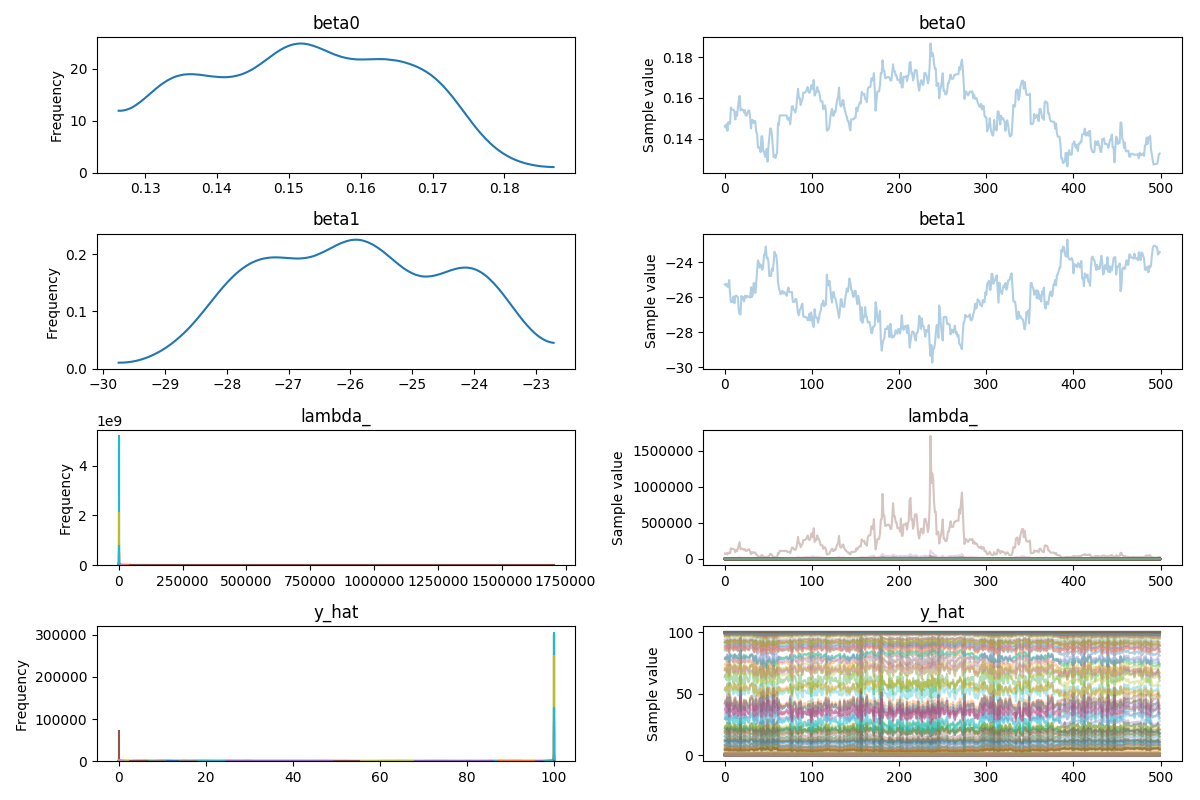 beta0
beta0
Frequency
20
10
0
0.13 0.14 0.15 0.16 0.17 0.18
Sample value
0.18
0.16
0.14
0 100 200 300 400 500
beta1
beta1
Frequency
0.2
0.1
0.0
−30 −29 −28 −27 −26 −25 −24 −23
Sample value
−24
−26
−28
−30
0 100 200 300 400 500
lambda_
lambda_
1e9
Frequency
4
2
0
0 250000 500000 750000 1000000 1250000 1500000 1750000
Sample value
1500000
1000000
500000
0
0 100 200 300 400 500
y_hat
y_hat
Frequency
300000
200000
100000
0
0 20 40 60 80 100
Sample value
100
50
0
0 100 200 300 400 500